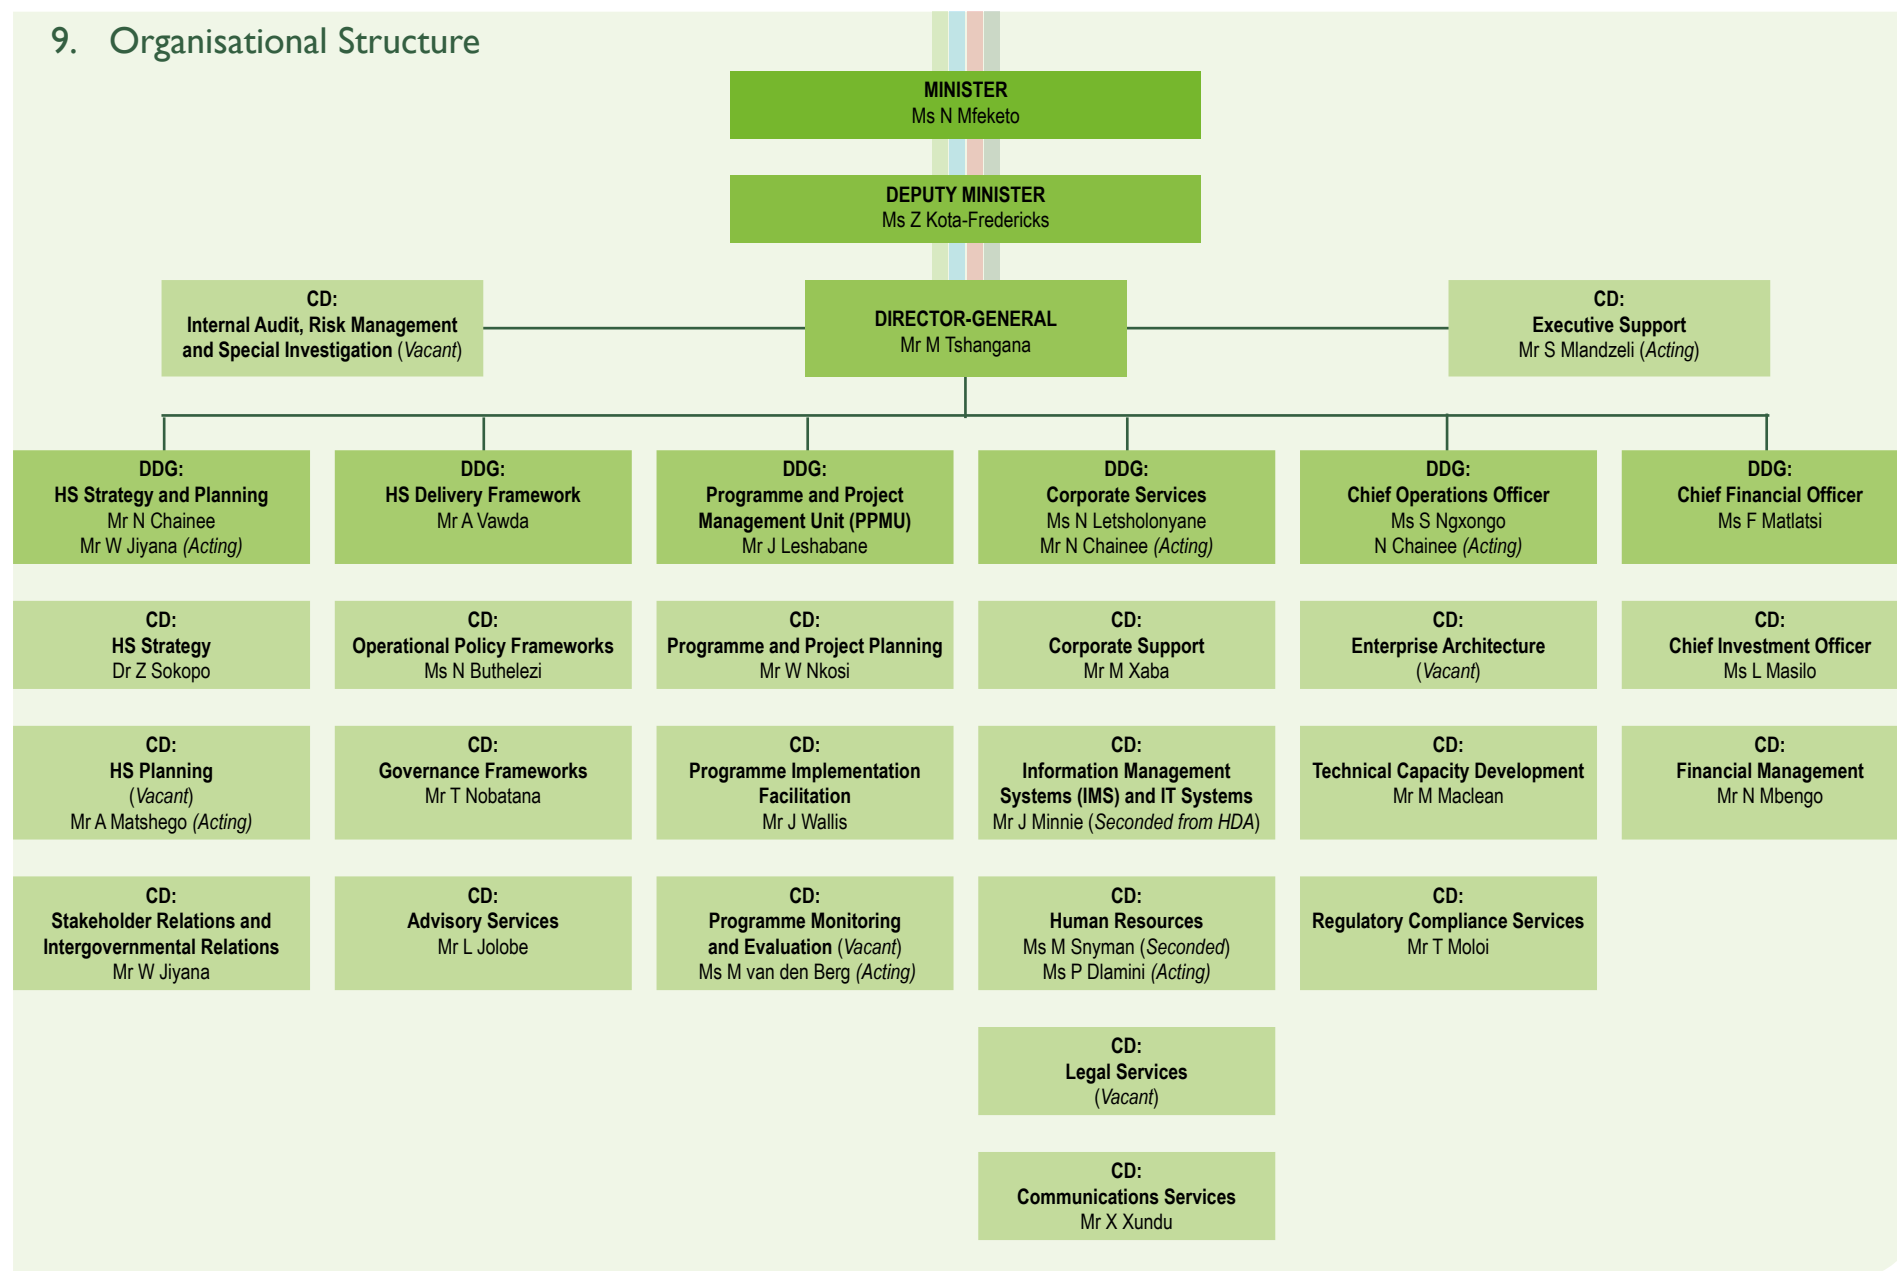 9. Organisational Structure
MINISTER
Ms N Mfeketo
DEPUTY MINISTER
Ms Z Kota-Fredericks
CD:
Internal Audit, Risk Management
and Special Investigation (Vacant)
DIRECTOR-GENERAL
Mr M Tshangana
CD:
Executive Support
Mr S Mlandzeli (Acting)
DDG:
HS Strategy and Planning
Mr N Chainee
Mr W Jiyana (Acting)
DDG:
HS Delivery Framework
Mr A Vawda
DDG:
Programme and Project
Management Unit (PPMU)
Mr J Leshabane
DDG:
Corporate Services
Ms N Letsholonyane
Mr N Chainee (Acting)
DDG:
Chief Operations Officer
Ms S Ngxongo
N Chainee (Acting)
DDG:
Chief Financial Officer
Ms F Matlatsi
CD:
HS Strategy
Dr Z Sokopo
CD:
Operational Policy Frameworks
Ms N Buthelezi
CD:
Programme and Project Planning
Mr W Nkosi
CD:
Corporate Support
Mr M Xaba
CD:
Enterprise Architecture
(Vacant)
CD:
Chief Investment Officer
Ms L Masilo
CD:
HS Planning
(Vacant)
Mr A Matshego (Acting)
CD:
Governance Frameworks
Mr T Nobatana
CD:
Programme Implementation
Facilitation
Mr J Wallis
CD:
Information Management
Systems (IMS) and IT Systems
Mr J Minnie (Seconded from HDA)
CD:
Technical Capacity Development
Mr M Maclean
CD:
Financial Management
Mr N Mbengo
CD:
Stakeholder Relations and
Intergovernmental Relations
Mr W Jiyana
CD:
Advisory Services
Mr L Jolobe
CD:
Programme Monitoring
and Evaluation (Vacant)
Ms M van den Berg (Acting)
CD:
Human Resources
Ms M Snyman (Seconded)
Ms P Dlamini (Acting)
CD:
Regulatory Compliance Services
Mr T Moloi
CD:
Legal Services
(Vacant)
CD:
Communications Services
Mr X Xundu